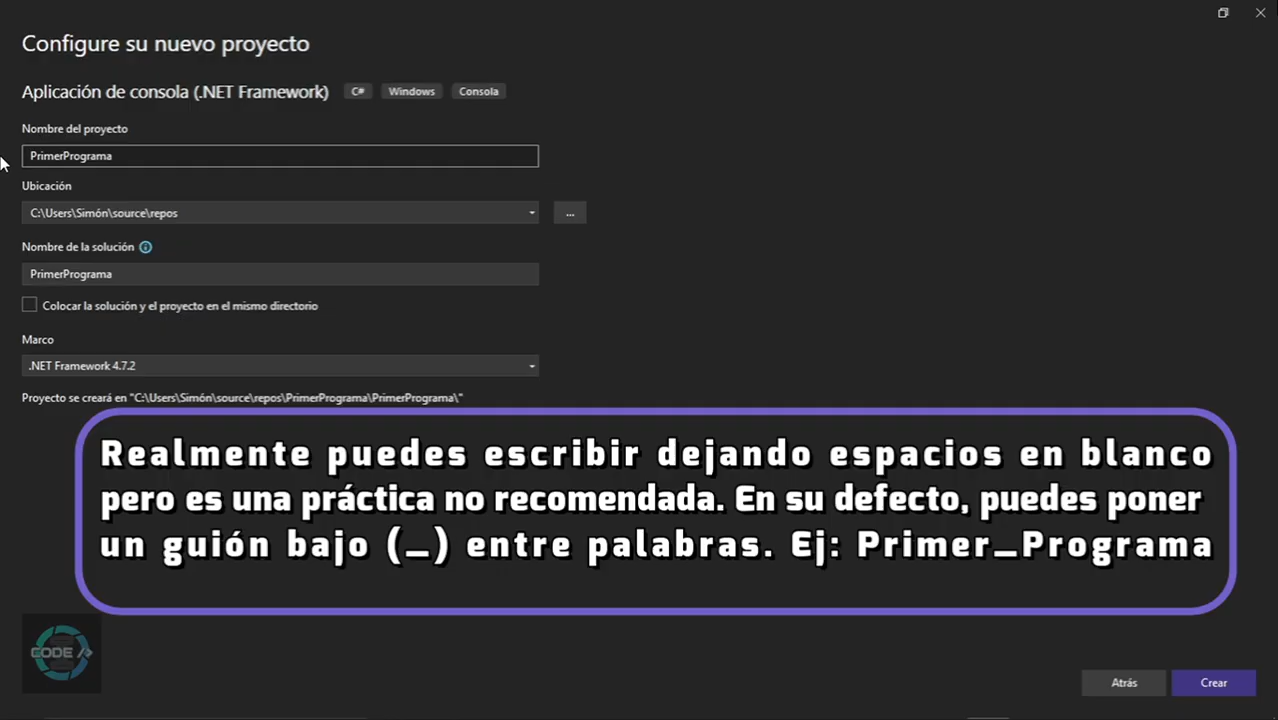 Configure su nuevo proyecto
Aplicación de consola (.NET Framework) C# Windows Consola
Nombre del proyecto
PrimerPrograma
Ubicación
C:\Users\Simón\source\repos
...
Nombre de la solución
PrimerPrograma
Colocar la solución y el proyecto en el mismo directorio
Marco
.NET Framework 4.7.2
Proyecto se creará en "C:\Users\Simón\source\repos\PrimerPrograma\PrimerPrograma\"
Realmente puedes escribir dejando espacios en blanco
pero es una práctica no recomendada. En su defecto, puedes poner
un guión bajo (_) entre palabras. Ej: Primer_Programa
CODE />
Atrás Crear